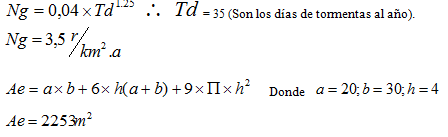 Ng = 0,04 × Td^1.25 ∴ Td = 35 (Son los días de tormentas al año).
Ng = 3,5 r/km².a
Ae = a×b + 6× h(a + b) + 9× Π× h² Donde a = 20; b = 30; h = 4
Ae = 2253m²